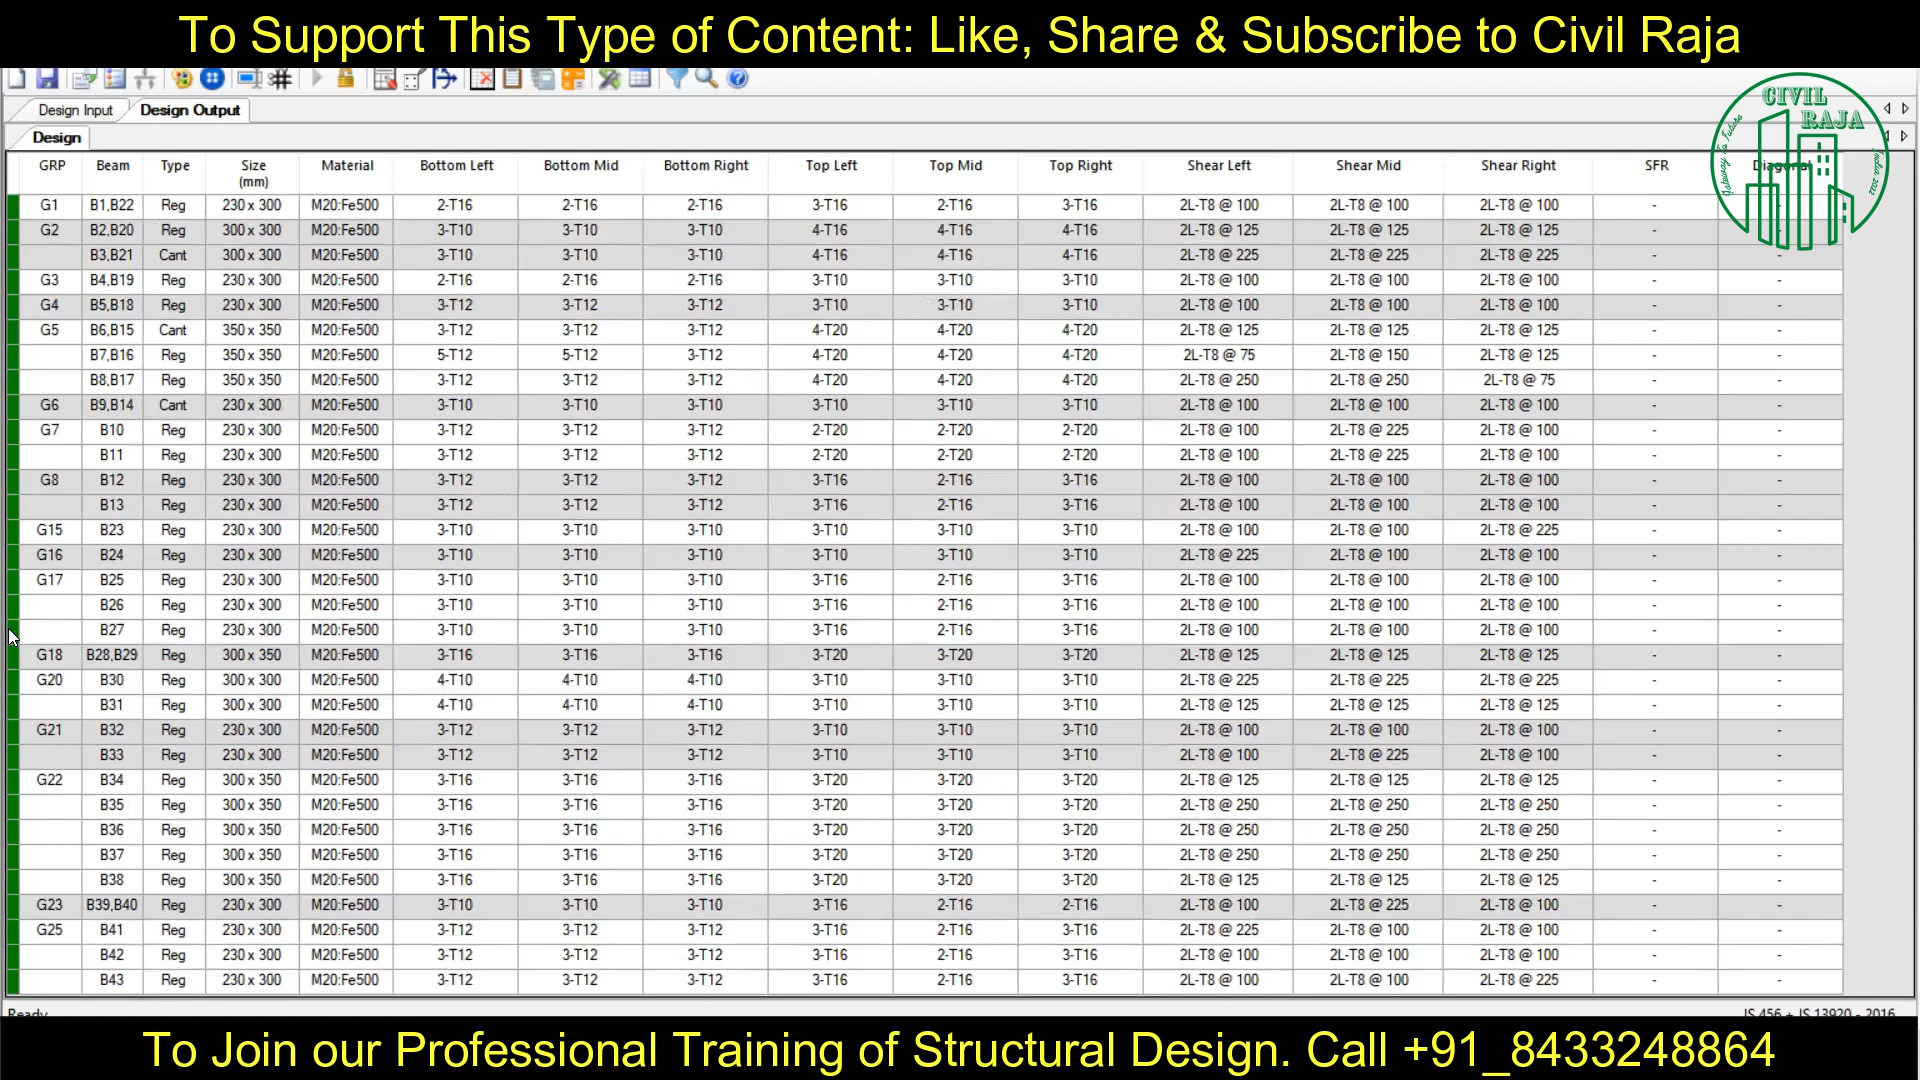 To Support This Type of Content: Like, Share & Subscribe to Civil Raja
CIVIL RAJA
Design Input Design Output
Design
GRP Beam Type Size (mm) Material Bottom Left Bottom Mid Bottom Right Top Left Top Mid Top Right Shear Left Shear Mid Shear Right SFR Diagonal
G1 B1,B22 Reg 230 x 300 M20:Fe500 2-T16 2-T16 2-T16 3-T16 2-T16 3-T16 2L-T8 @ 100 2L-T8 @ 100 2L-T8 @ 100 - -
G2 B2,B20 Reg 300 x 300 M20:Fe500 3-T10 3-T10 3-T10 4-T16 4-T16 4-T16 2L-T8 @ 125 2L-T8 @ 125 2L-T8 @ 125 - -
B3,B21 Cant 300 x 300 M20:Fe500 3-T10 3-T10 3-T10 4-T16 4-T16 4-T16 2L-T8 @ 225 2L-T8 @ 225 2L-T8 @ 225 - -
G3 B4,B19 Reg 230 x 300 M20:Fe500 2-T16 2-T16 2-T16 3-T10 3-T10 3-T10 2L-T8 @ 100 2L-T8 @ 100 2L-T8 @ 100 - -
G4 B5,B18 Reg 230 x 300 M20:Fe500 3-T12 3-T12 3-T12 3-T10 3-T10 3-T10 2L-T8 @ 100 2L-T8 @ 100 2L-T8 @ 100 - -
G5 B6,B15 Cant 350 x 350 M20:Fe500 3-T12 3-T12 3-T12 4-T20 4-T20 4-T20 2L-T8 @ 125 2L-T8 @ 125 2L-T8 @ 125 - -
B7,B16 Reg 350 x 350 M20:Fe500 5-T12 5-T12 3-T12 4-T20 4-T20 4-T20 2L-T8 @ 75 2L-T8 @ 150 2L-T8 @ 125 - -
B8,B17 Reg 350 x 350 M20:Fe500 3-T12 3-T12 3-T12 4-T20 4-T20 4-T20 2L-T8 @ 250 2L-T8 @ 250 2L-T8 @ 75 - -
G6 B9,B14 Cant 230 x 300 M20:Fe500 3-T10 3-T10 3-T10 3-T10 3-T10 3-T10 2L-T8 @ 100 2L-T8 @ 100 2L-T8 @ 100 - -
G7 B10 Reg 230 x 300 M20:Fe500 3-T12 3-T12 3-T12 2-T20 2-T20 2-T20 2L-T8 @ 100 2L-T8 @ 225 2L-T8 @ 100 - -
B11 Reg 230 x 300 M20:Fe500 3-T12 3-T12 3-T12 2-T20 2-T20 2-T20 2L-T8 @ 100 2L-T8 @ 225 2L-T8 @ 100 - -
G8 B12 Reg 230 x 300 M20:Fe500 3-T12 3-T12 3-T12 3-T16 2-T16 3-T16 2L-T8 @ 100 2L-T8 @ 100 2L-T8 @ 100 - -
B13 Reg 230 x 300 M20:Fe500 3-T12 3-T12 3-T12 3-T16 2-T16 3-T16 2L-T8 @ 100 2L-T8 @ 100 2L-T8 @ 100 - -
G15 B23 Reg 230 x 300 M20:Fe500 3-T10 3-T10 3-T10 3-T10 3-T10 3-T10 2L-T8 @ 100 2L-T8 @ 100 2L-T8 @ 225 - -
G16 B24 Reg 230 x 300 M20:Fe500 3-T10 3-T10 3-T10 3-T10 3-T10 3-T10 2L-T8 @ 225 2L-T8 @ 100 2L-T8 @ 100 - -
G17 B25 Reg 230 x 300 M20:Fe500 3-T10 3-T10 3-T10 3-T16 2-T16 3-T16 2L-T8 @ 100 2L-T8 @ 100 2L-T8 @ 100 - -
B26 Reg 230 x 300 M20:Fe500 3-T10 3-T10 3-T10 3-T16 2-T16 3-T16 2L-T8 @ 100 2L-T8 @ 100 2L-T8 @ 100 - -
B27 Reg 230 x 300 M20:Fe500 3-T10 3-T10 3-T10 3-T16 2-T16 3-T16 2L-T8 @ 100 2L-T8 @ 100 2L-T8 @ 100 - -
G18 B28,B29 Reg 300 x 350 M20:Fe500 3-T16 3-T16 3-T16 3-T20 3-T20 3-T20 2L-T8 @ 125 2L-T8 @ 125 2L-T8 @ 125 - -
G20 B30 Reg 300 x 300 M20:Fe500 4-T10 4-T10 4-T10 3-T10 3-T10 3-T10 2L-T8 @ 225 2L-T8 @ 225 2L-T8 @ 225 - -
B31 Reg 300 x 300 M20:Fe500 4-T10 4-T10 4-T10 3-T10 3-T10 3-T10 2L-T8 @ 125 2L-T8 @ 125 2L-T8 @ 125 - -
G21 B32 Reg 230 x 300 M20:Fe500 3-T12 3-T12 3-T12 3-T10 3-T10 3-T10 2L-T8 @ 100 2L-T8 @ 100 2L-T8 @ 100 - -
B33 Reg 230 x 300 M20:Fe500 3-T12 3-T12 3-T12 3-T10 3-T10 3-T10 2L-T8 @ 100 2L-T8 @ 225 2L-T8 @ 100 - -
G22 B34 Reg 300 x 350 M20:Fe500 3-T16 3-T16 3-T16 3-T20 3-T20 3-T20 2L-T8 @ 125 2L-T8 @ 125 2L-T8 @ 125 - -
B35 Reg 300 x 350 M20:Fe500 3-T16 3-T16 3-T16 3-T20 3-T20 3-T20 2L-T8 @ 250 2L-T8 @ 250 2L-T8 @ 250 - -
B36 Reg 300 x 350 M20:Fe500 3-T16 3-T16 3-T16 3-T20 3-T20 3-T20 2L-T8 @ 250 2L-T8 @ 250 2L-T8 @ 250 - -
B37 Reg 300 x 350 M20:Fe500 3-T16 3-T16 3-T16 3-T20 3-T20 3-T20 2L-T8 @ 250 2L-T8 @ 250 2L-T8 @ 250 - -
B38 Reg 300 x 350 M20:Fe500 3-T16 3-T16 3-T16 3-T20 3-T20 3-T20 2L-T8 @ 125 2L-T8 @ 125 2L-T8 @ 125 - -
G23 B39,B40 Reg 230 x 300 M20:Fe500 3-T10 3-T10 3-T10 3-T16 2-T16 2-T16 2L-T8 @ 100 2L-T8 @ 225 2L-T8 @ 100 - -
G25 B41 Reg 230 x 300 M20:Fe500 3-T12 3-T12 3-T12 3-T16 2-T16 3-T16 2L-T8 @ 225 2L-T8 @ 100 2L-T8 @ 100 - -
B42 Reg 230 x 300 M20:Fe500 3-T12 3-T12 3-T12 3-T16 2-T16 3-T16 2L-T8 @ 100 2L-T8 @ 100 2L-T8 @ 100 - -
B43 Reg 230 x 300 M20:Fe500 3-T12 3-T12 3-T12 3-T16 2-T16 3-T16 2L-T8 @ 100 2L-T8 @ 100 2L-T8 @ 225 - -
Ready IS 456 + IS 13920 - 2016
To Join our Professional Training of Structural Design. Call +91_8433248864